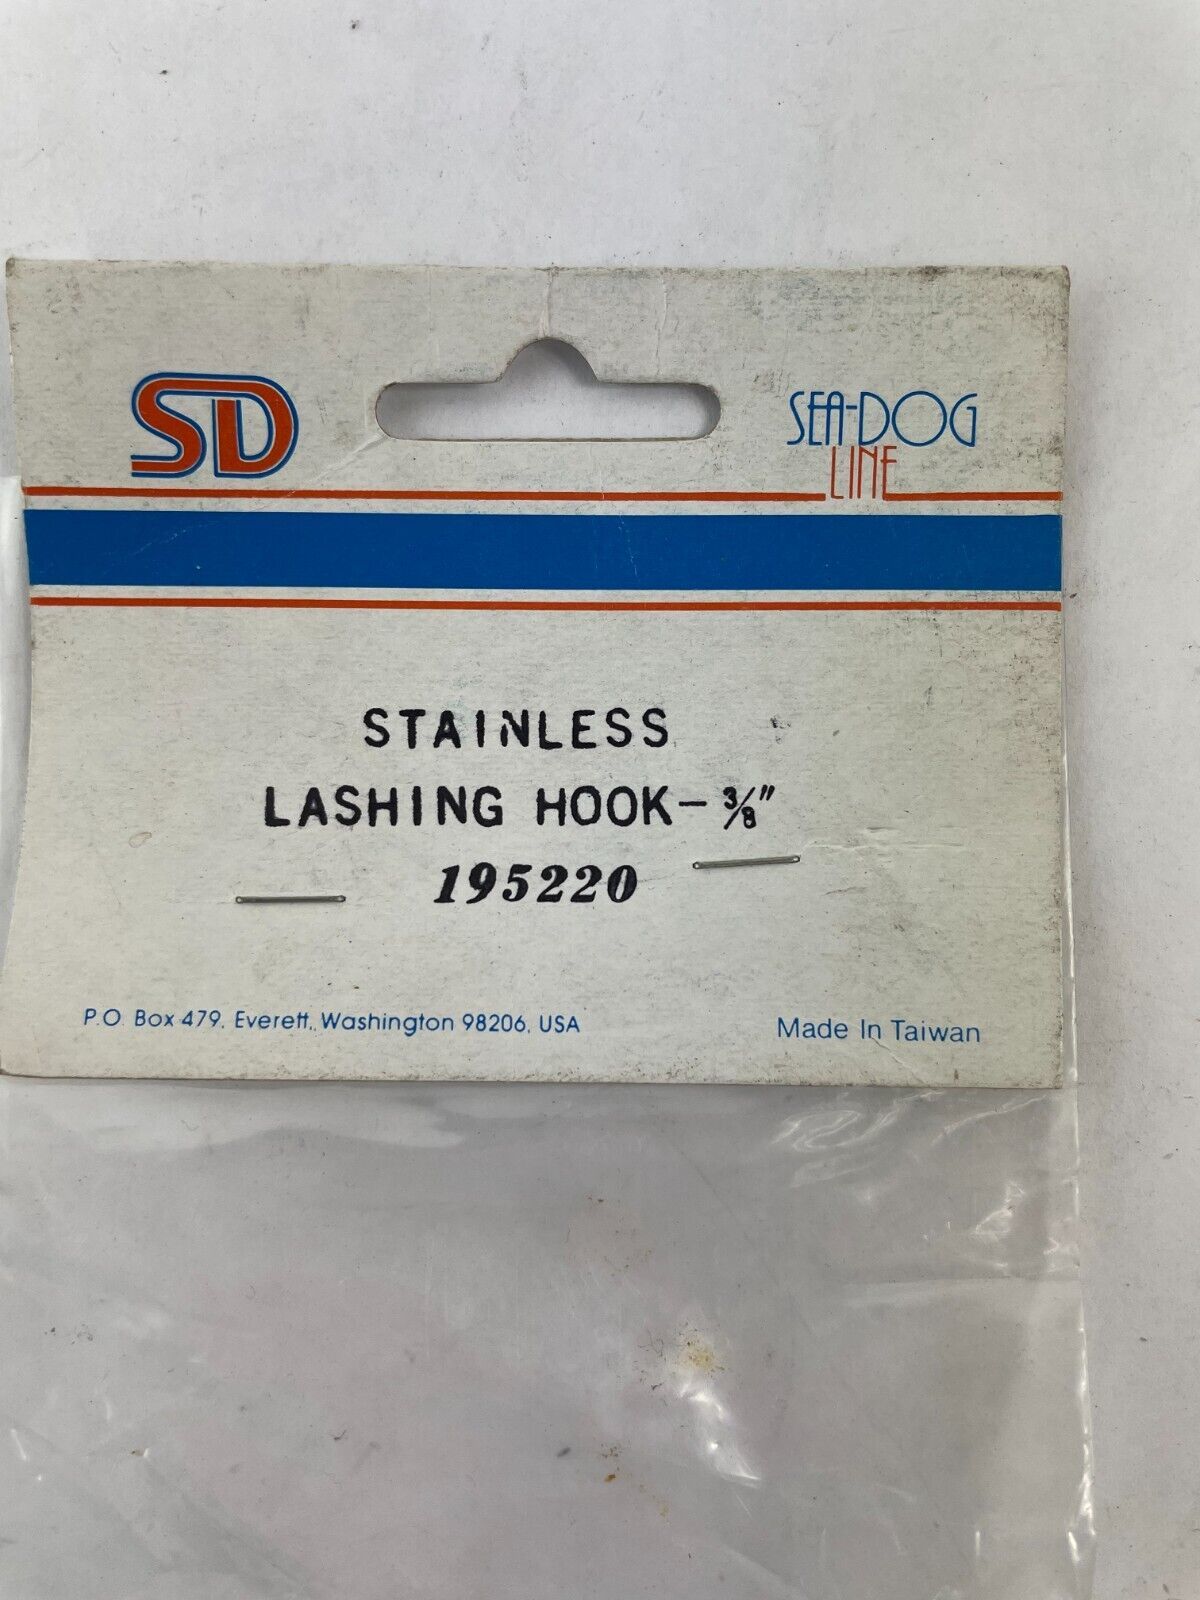 SD
SEA-DOG
LINE
STAINLESS
LASHING HOOK - 3/8"
195220
P.O. Box 479, Everett, Washington 98206, USA
Made In Taiwan